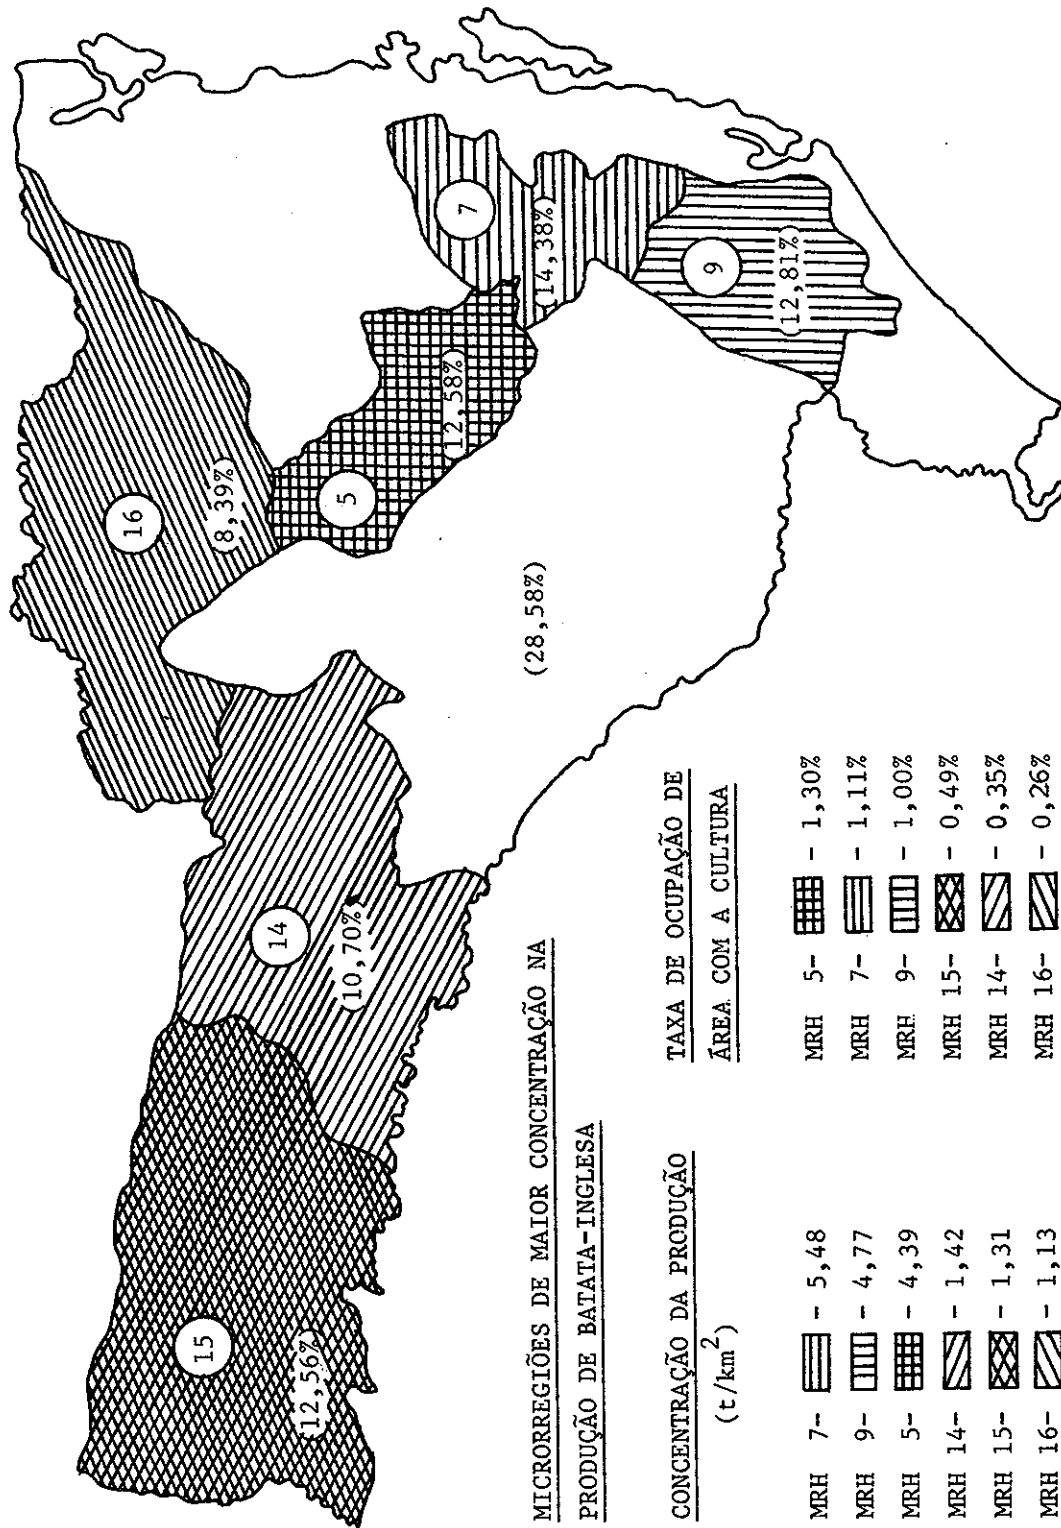 16
8,39%
15
12,56%
14
10,70%
5
12,58%
7
14,38%
9
12,81%
(28,58%)
MICRORREGIÕES DE MAIOR CONCENTRAÇÃO NA
PRODUÇÃO DE BATATA-INGLESA
CONCENTRAÇÃO DA PRODUÇÃO
(t/km²)
MRH 7- - 5,48
MRH 9- - 4,77
MRH 5- - 4,39
MRH 14- - 1,42
MRH 15- - 1,31
MRH 16- - 1,13
TAXA DE OCUPAÇÃO DE
ÁREA COM A CULTURA
MRH 5- - 1,30%
MRH 7- - 1,11%
MRH 9- - 1,00%
MRH 15- - 0,49%
MRH 14- - 0,35%
MRH 16- - 0,26%